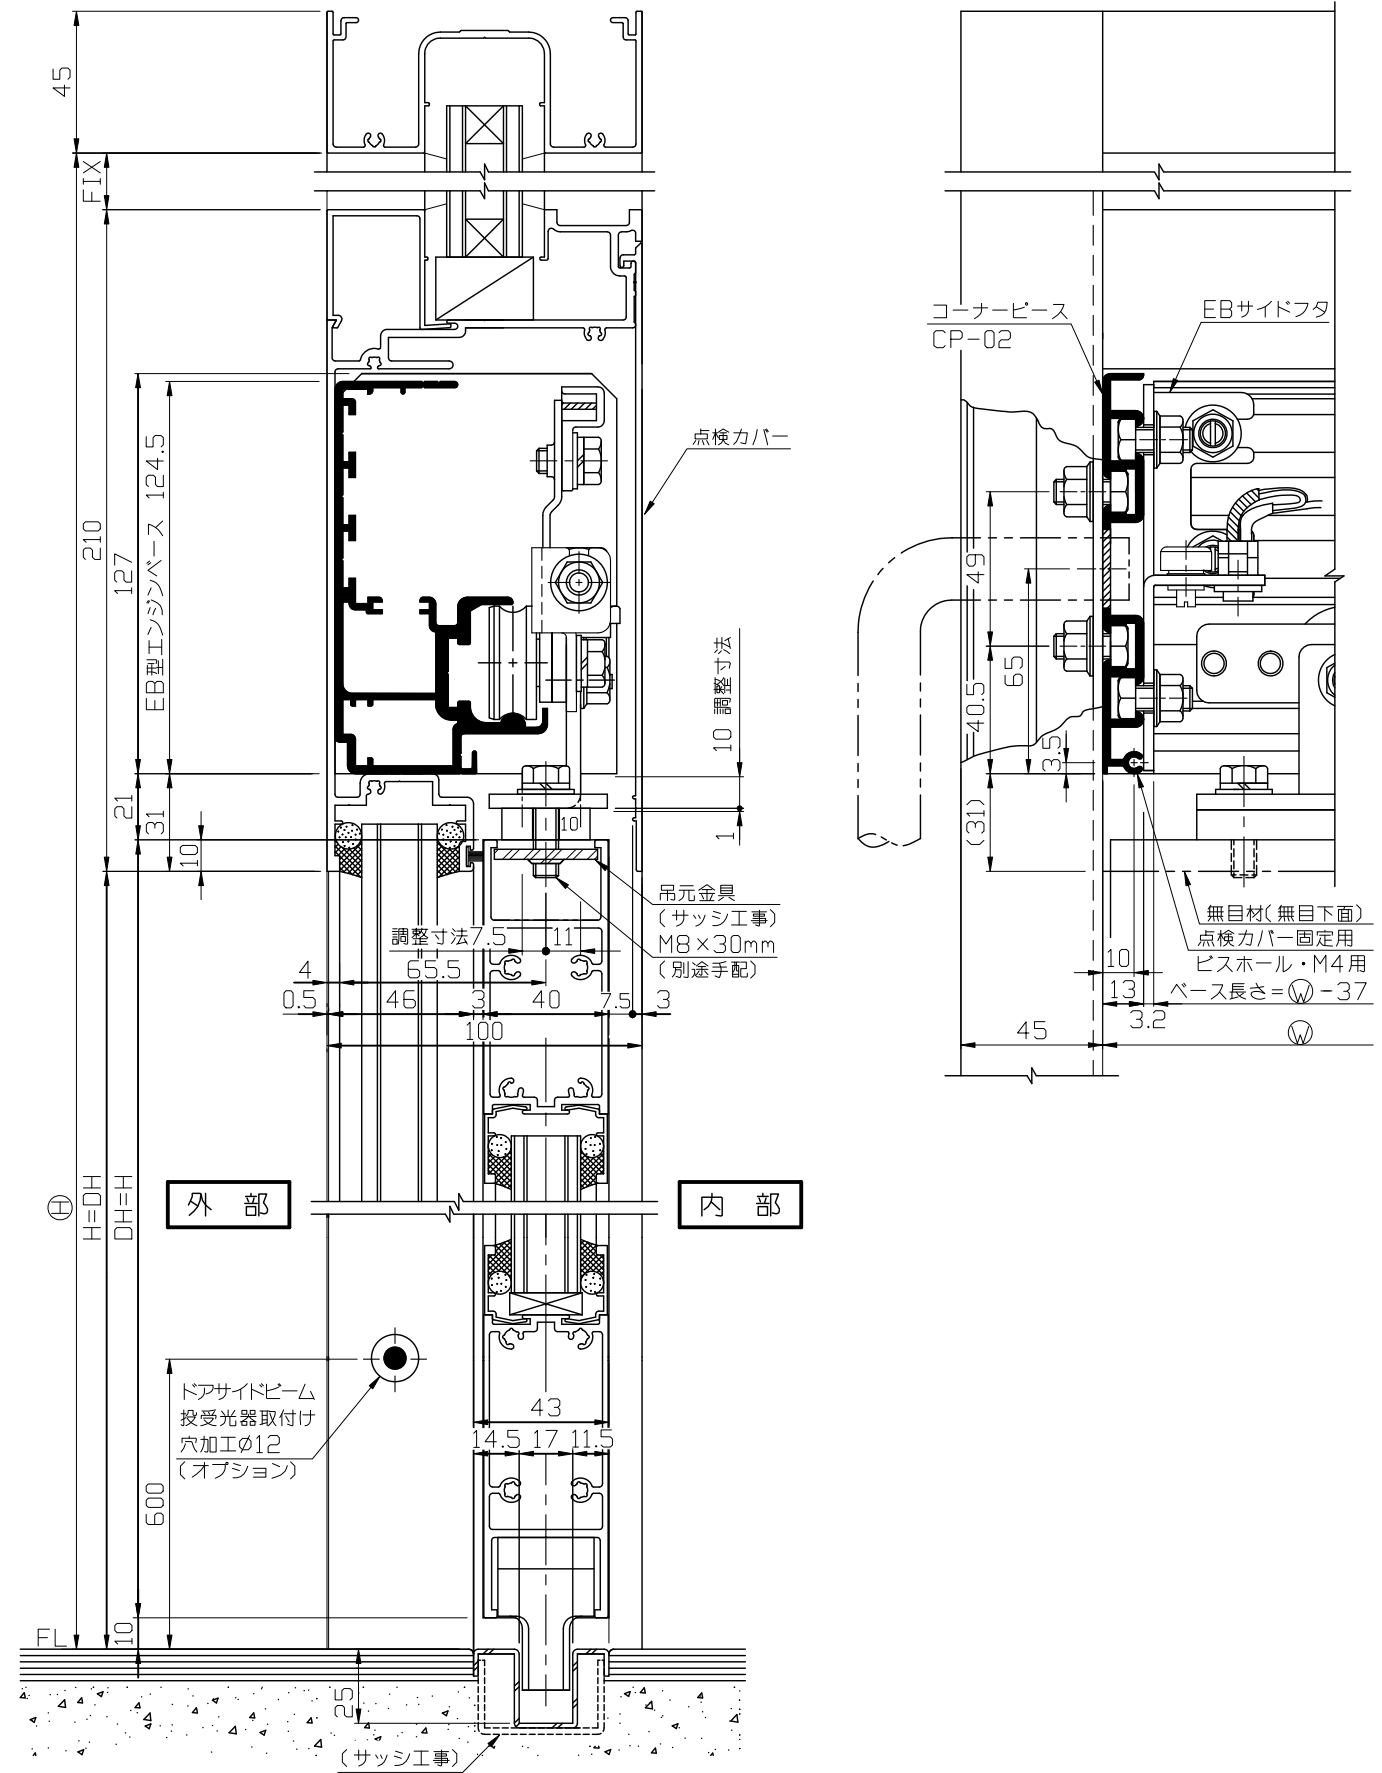 45
FIX
コーナーピース
CP-02
EBサイドフタ
点検カバー
210
127
EB型エンジンベース 124.5
49
65
40.5
3.5
(31)
10 調整寸法
1
21
31
10
10
吊元金具
(サッシ工事)
M8×30mm
(別途手配)
調整寸法7.5
11
4
65.5
0.5
46
3
40
7.5
3
100
無目材(無目下面)
点検カバー固定用
ビスホール・M4用
10
13
ベース長さ=Ⓦ-37
3.2
45
Ⓦ
Ⓗ
H=DH
DH=H
外 部
内 部
ドアサイドビーム
投受光器取付け
穴加工φ12
(オプション)
600
43
14.5
17
11.5
FL
10
25
(サッシ工事)